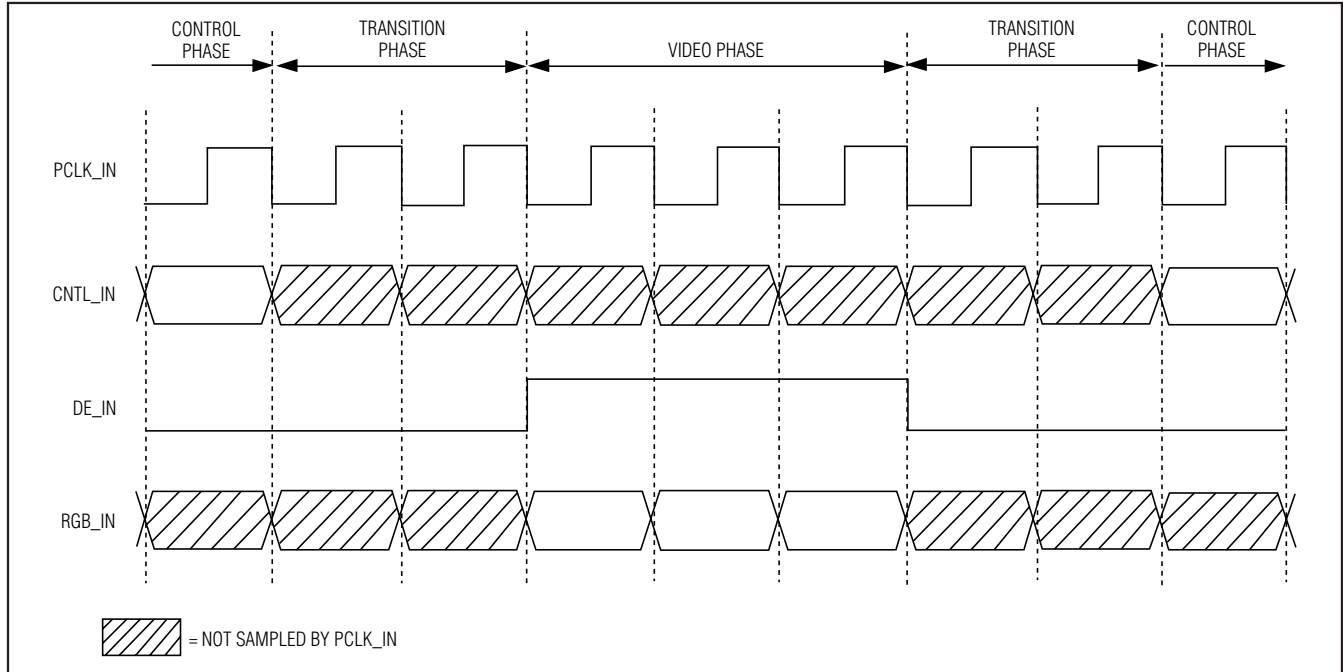 CONTROL
PHASE
TRANSITION
PHASE
VIDEO PHASE
TRANSITION
PHASE
CONTROL
PHASE
PCLK_IN
CNTL_IN
DE_IN
RGB_IN
= NOT SAMPLED BY PCLK_IN